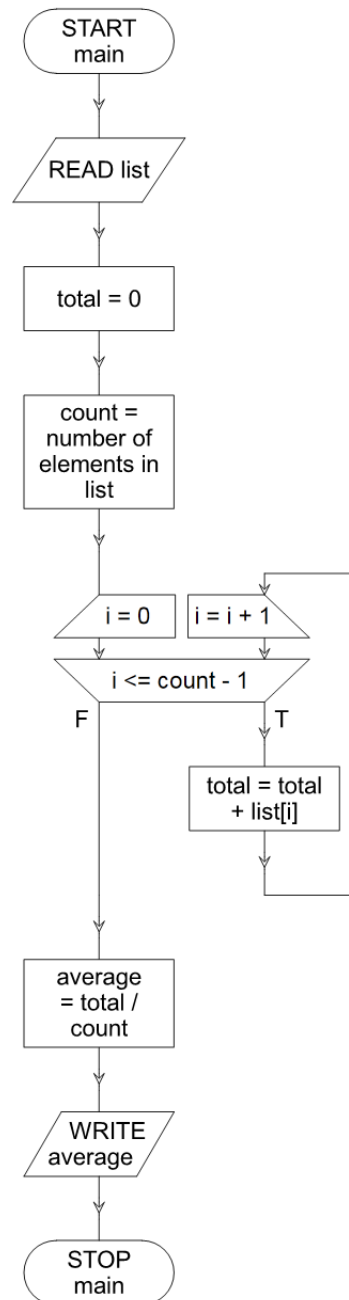 START
main
READ list
total = 0
count =
number of
elements in
list
i = 0
i = i + 1
i <= count - 1
F
T
total = total
+ list[i]
average
= total /
count
WRITE
average
STOP
main